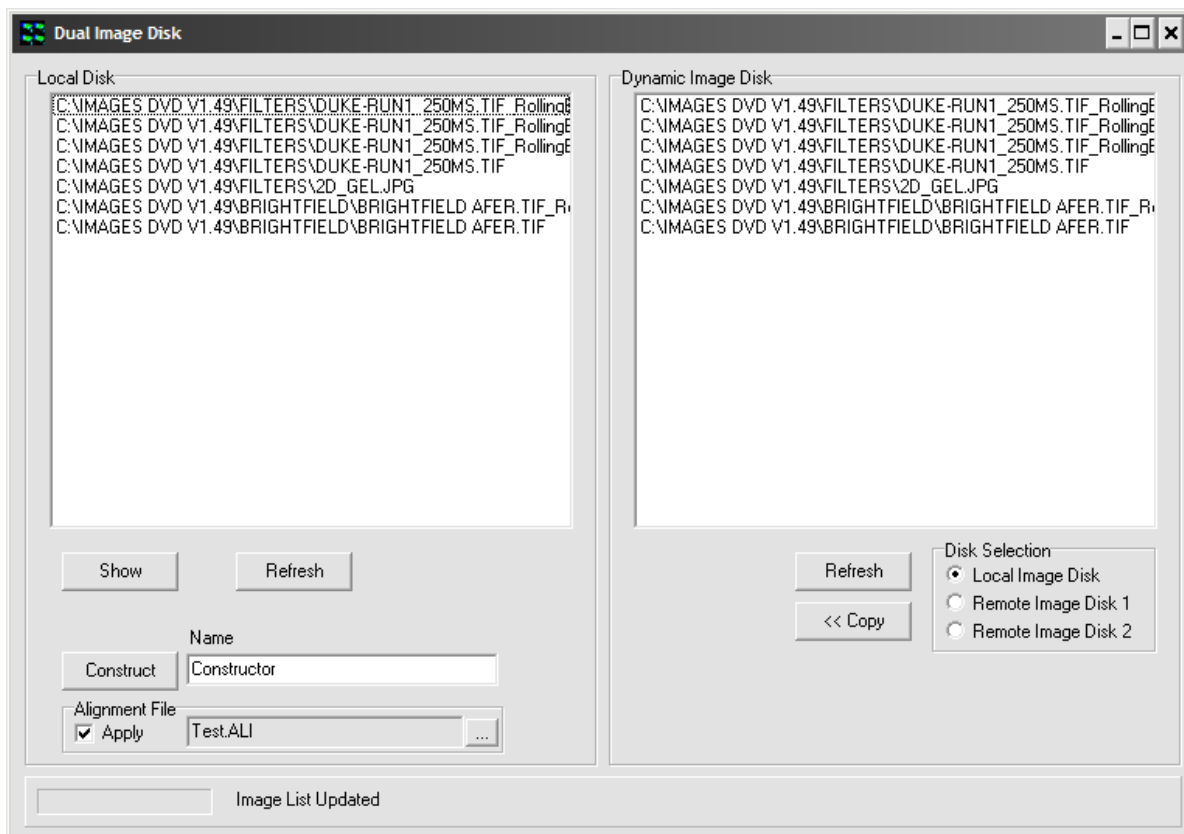 Dual Image Disk
Local Disk
C:\IMAGES DVD V1.49\FILTERS\DUKE-RUN1_250MS.TIF_Rolling
C:\IMAGES DVD V1.49\FILTERS\DUKE-RUN1_250MS.TIF_Rolling
C:\IMAGES DVD V1.49\FILTERS\DUKE-RUN1_250MS.TIF_Rolling
C:\IMAGES DVD V1.49\FILTERS\DUKE-RUN1_250MS.TIF
C:\IMAGES DVD V1.49\FILTERS\2D_GEL.JPG
C:\IMAGES DVD V1.49\BRIGHTFIELD\BRIGHTFIELD AFER.TIF_R
C:\IMAGES DVD V1.49\BRIGHTFIELD\BRIGHTFIELD AFER.TIF
Show
Refresh
Name
Construct
Constructor
Alignment File
Apply
Test.ALI
...
Dynamic Image Disk
C:\IMAGES DVD V1.49\FILTERS\DUKE-RUN1_250MS.TIF_Rolling
C:\IMAGES DVD V1.49\FILTERS\DUKE-RUN1_250MS.TIF_Rolling
C:\IMAGES DVD V1.49\FILTERS\DUKE-RUN1_250MS.TIF_Rolling
C:\IMAGES DVD V1.49\FILTERS\DUKE-RUN1_250MS.TIF
C:\IMAGES DVD V1.49\FILTERS\2D_GEL.JPG
C:\IMAGES DVD V1.49\BRIGHTFIELD\BRIGHTFIELD AFER.TIF_R
C:\IMAGES DVD V1.49\BRIGHTFIELD\BRIGHTFIELD AFER.TIF
Refresh
<< Copy
Disk Selection
Local Image Disk
Remote Image Disk 1
Remote Image Disk 2
Image List Updated